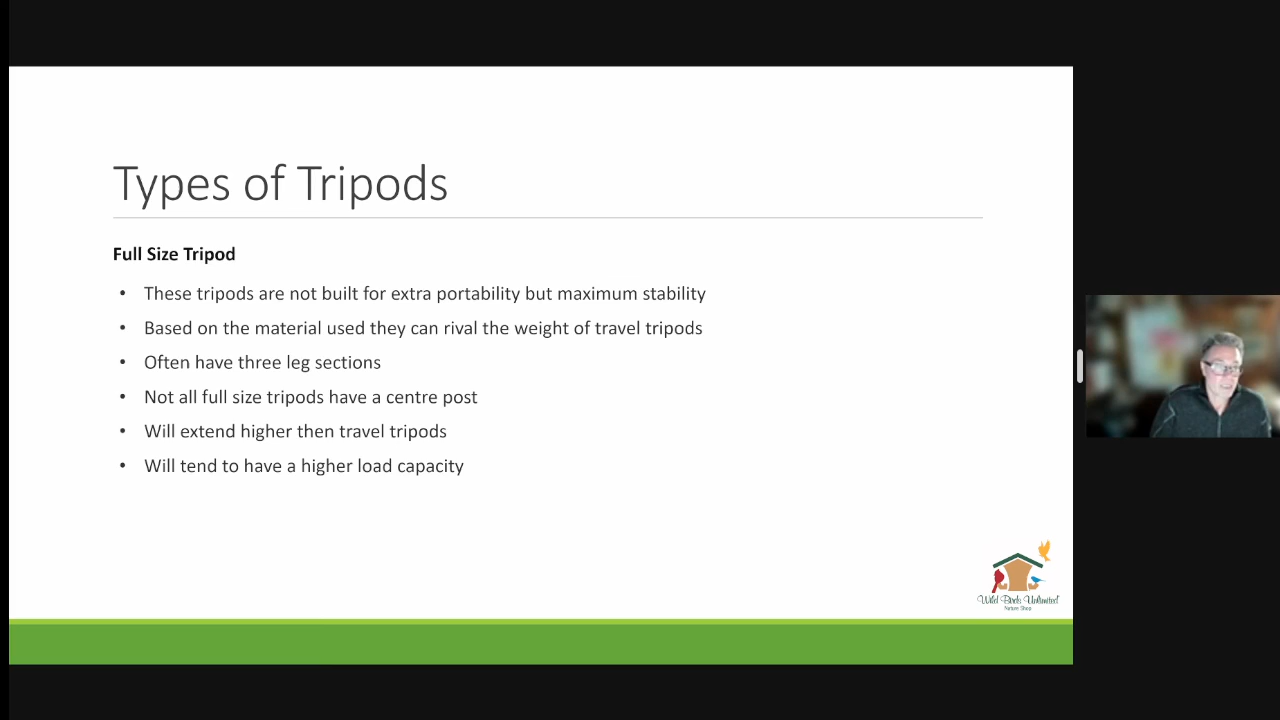 Types of Tripods
Full Size Tripod
• These tripods are not built for extra portability but maximum stability
• Based on the material used they can rival the weight of travel tripods
• Often have three leg sections
• Not all full size tripods have a centre post
• Will extend higher then travel tripods
• Will tend to have a higher load capacity
Wild Birds Unlimited
Nature Shop